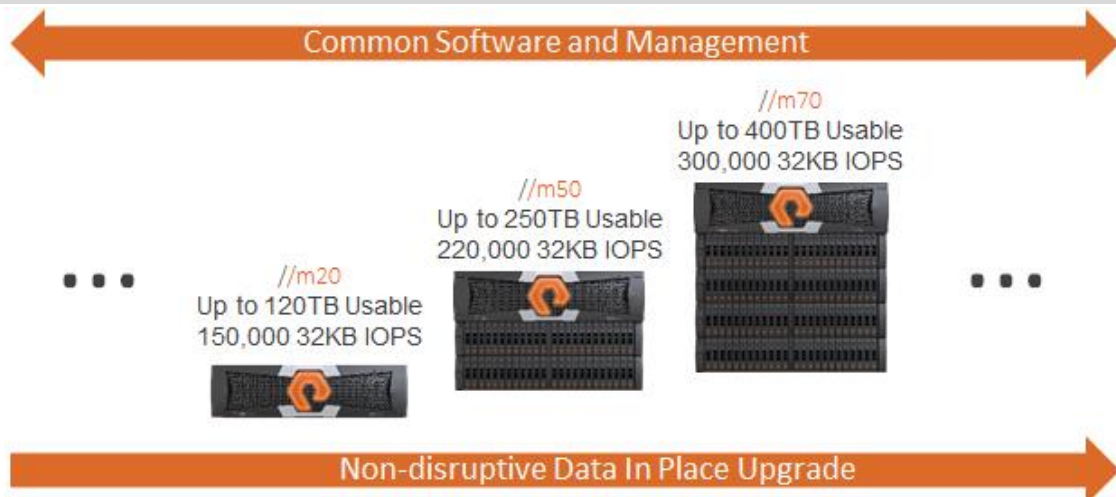 Common Software and Management
//m70
Up to 400TB Usable
300,000 32KB IOPS
//m50
Up to 250TB Usable
220,000 32KB IOPS
//m20
Up to 120TB Usable
150,000 32KB IOPS
Non-disruptive Data In Place Upgrade